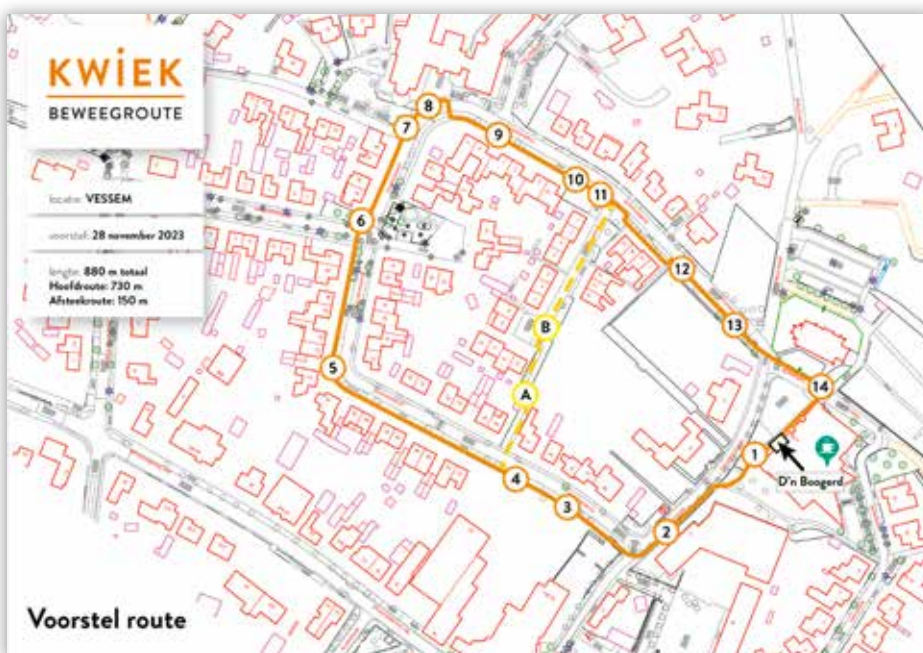 KWiEK
BEWEEGROUTE
locatie: VESSEM
voorstel: 28 november 2023
lengte: 880 m totaal
Hoofdroute: 730 m
Afsteekroute: 150 m
8
7
9
10
11
6
12
B
13
5
A
14
1
D'n Boogerd
4
3
2
Voorstel route